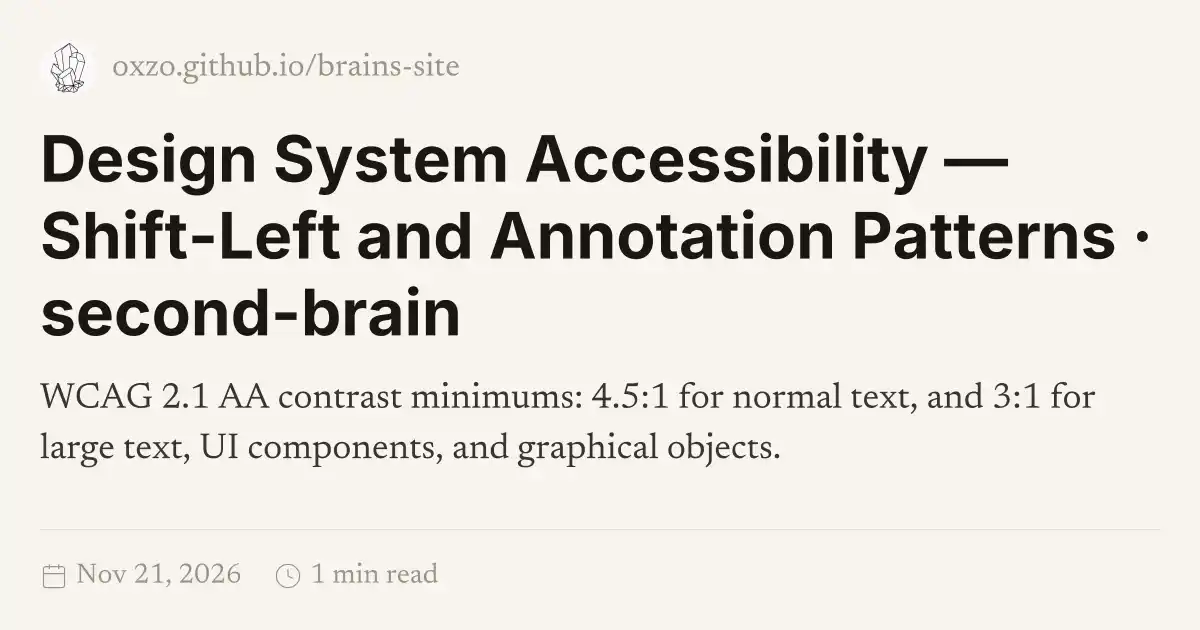 oxzo.github.io/brains-site
Design System Accessibility —
Shift-Left and Annotation Patterns ·
second-brain
WCAG 2.1 AA contrast minimums: 4.5:1 for normal text, and 3:1 for
large text, UI components, and graphical objects.
Nov 21, 2026 1 min read